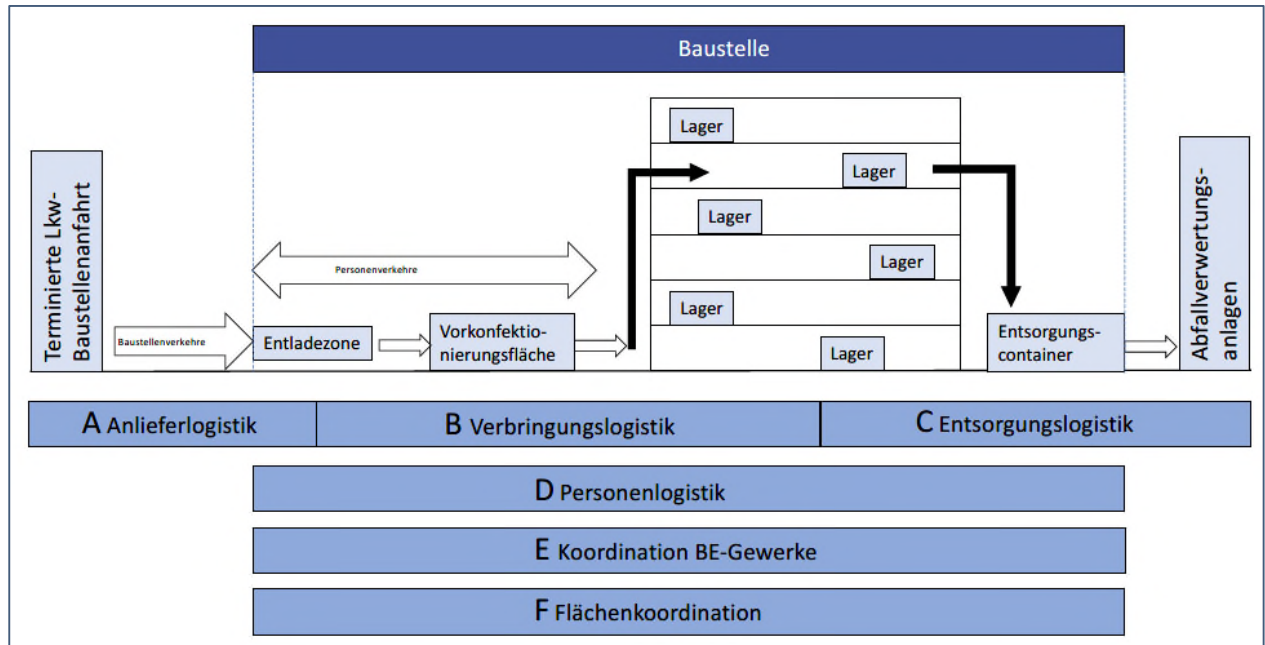 Baustelle
Terminierte Lkw-
Baustellenanfahrt
Baustellenverkehre
Personenverkehre
Entladezone
Vorkonfektio-
nierungsfläche
Lager
Lager
Lager
Lager
Lager
Lager
Entsorgungs-
container
Abfallverwertungs-
anlagen
A Anlieferlogistik
B Verbringungslogistik
C Entsorgungslogistik
D Personenlogistik
E Koordination BE-Gewerke
F Flächenkoordination